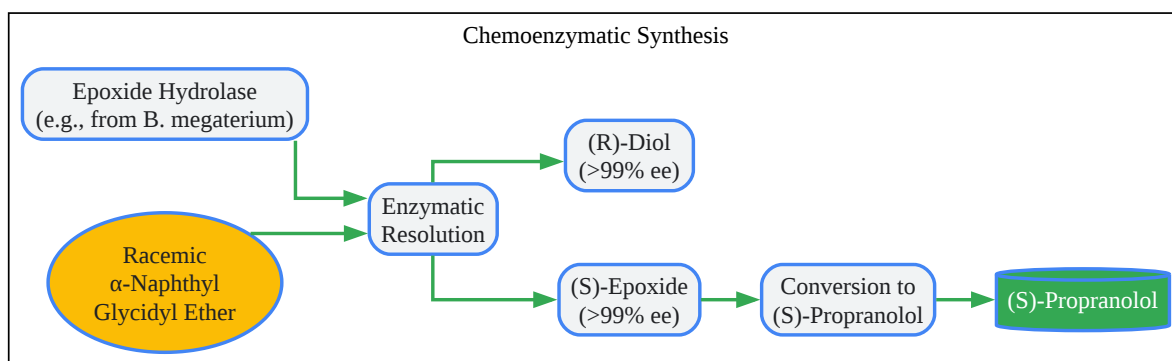 Chemoenzymatic Synthesis
Epoxide Hydrolase
(e.g., from B. megaterium)
(R)-Diol
(>99% ee)
Enzymatic
Resolution
Racemic
α-Naphthyl
Glycidyl Ether
(S)-Epoxide
(>99% ee)
Conversion to
(S)-Propranolol
(S)-Propranolol